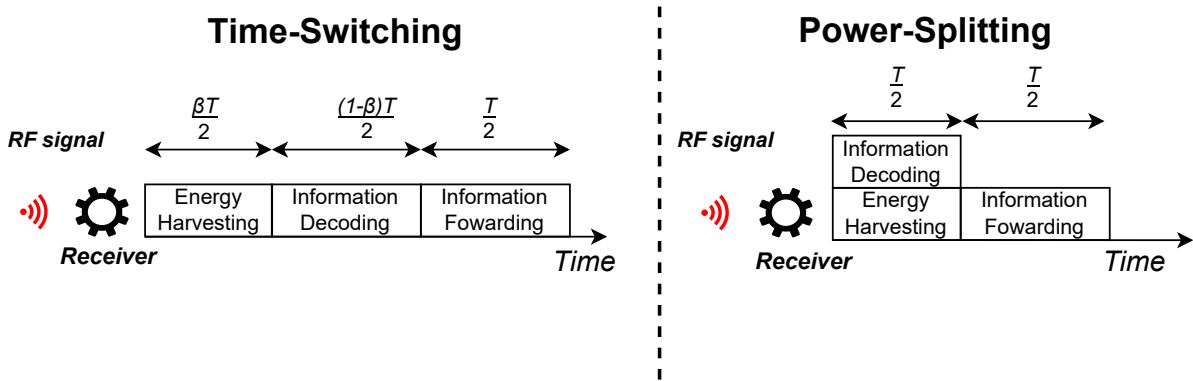 Time-Switching
βT
2
(1-β)T
2
T
2
RF signal
Energy
Harvesting
Information
Decoding
Information
Fowarding
Receiver
Time
Power-Splitting
T
2
T
2
RF signal
Information
Decoding
Energy
Harvesting
Information
Fowarding
Receiver
Time